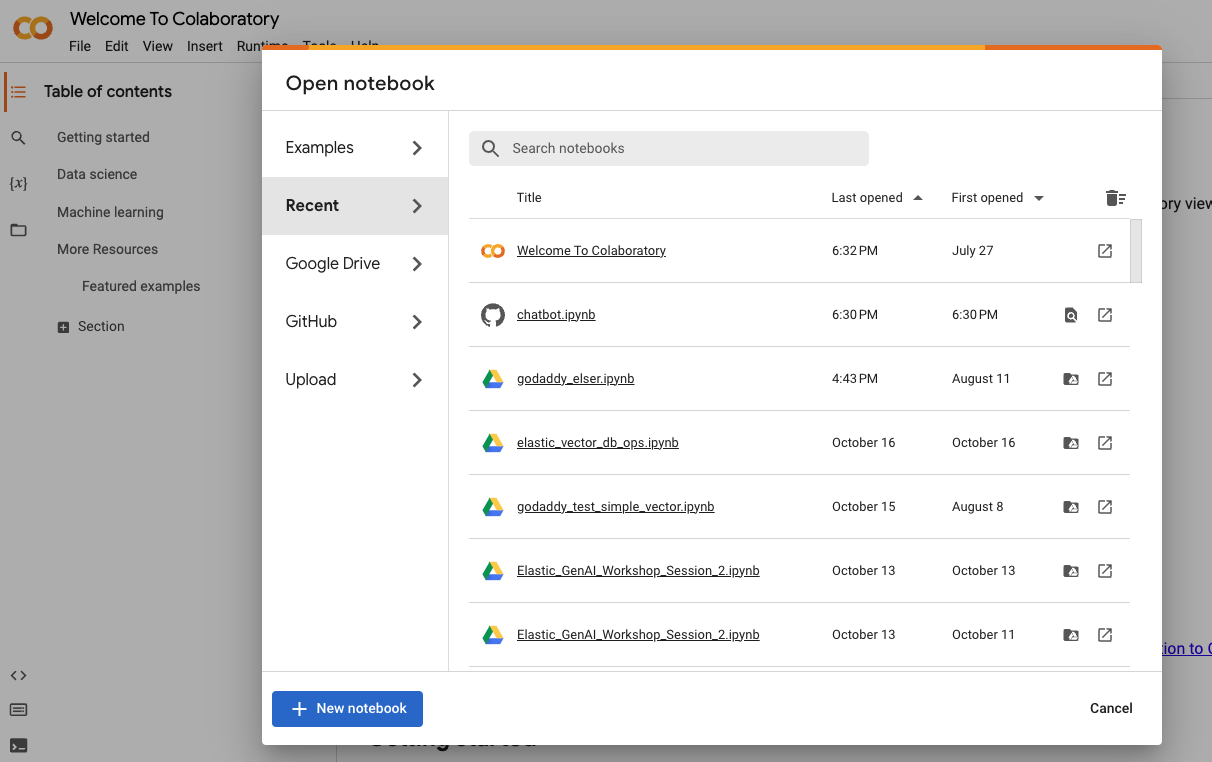 Welcome To Colaboratory
File Edit View Insert Runtime Tools Help
Table of contents
Getting started
Data science
Machine learning
More Resources
Featured examples
Section
{x}
Open notebook
Examples
Recent
Google Drive
GitHub
Upload
Search notebooks
Title Last opened First opened
Welcome To Colaboratory 6:32 PM July 27
chatbot.ipynb 6:30 PM 6:30 PM
godaddy_elser.ipynb 4:43 PM August 11
elastic_vector_db_ops.ipynb October 16 October 16
godaddy_test_simple_vector.ipynb October 15 August 8
Elastic_GenAI_Workshop_Session_2.ipynb October 13 October 13
Elastic_GenAI_Workshop_Session_2.ipynb October 13 October 11
New notebook Cancel
ory view
tion to
Getting started